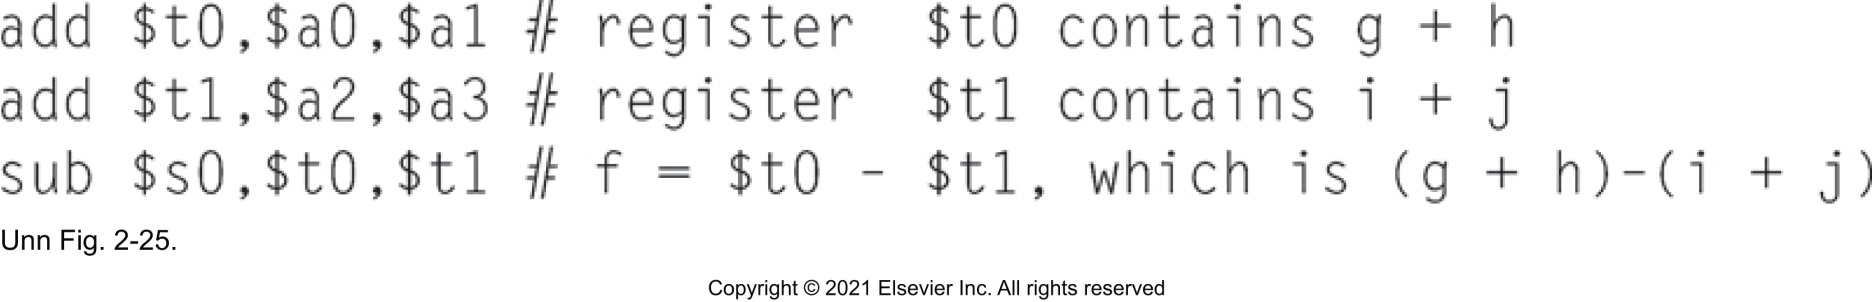 add $t0,$a0,$a1 # register  $t0 contains g + h
add $t1,$a2,$a3 # register  $t1 contains i + j
sub $s0,$t0,$t1 # f = $t0 - $t1, which is (g + h)-(i + j)
Unn Fig. 2-25.
Copyright © 2021 Elsevier Inc. All rights reserved